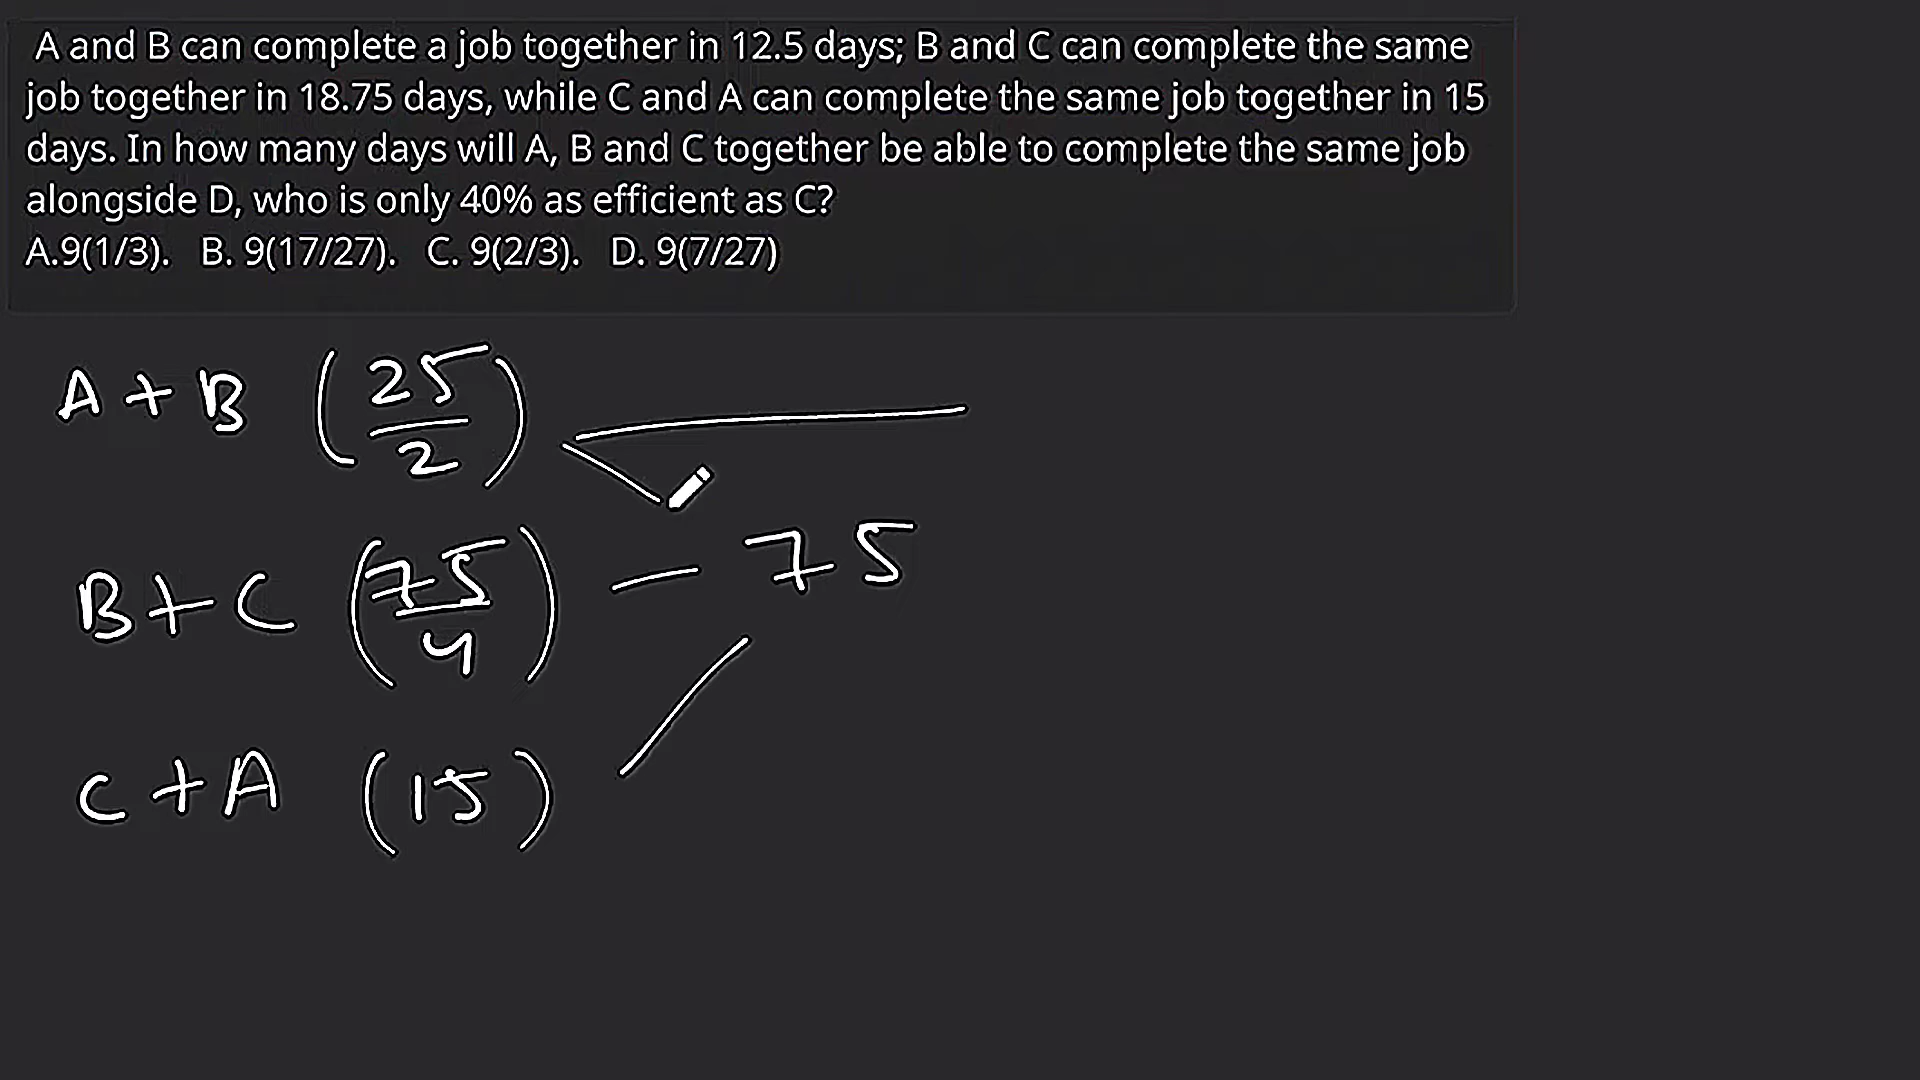 A and B can complete a job together in 12.5 days; B and C can complete the same
job together in 18.75 days, while C and A can complete the same job together in 15
days. In how many days will A, B and C together be able to complete the same job
alongside D, who is only 40% as efficient as C?
A.9(1/3). B. 9(17/27). C. 9(2/3). D. 9(7/27)
A + B (25/2)
B + C (75/4) - 75
C + A (15)